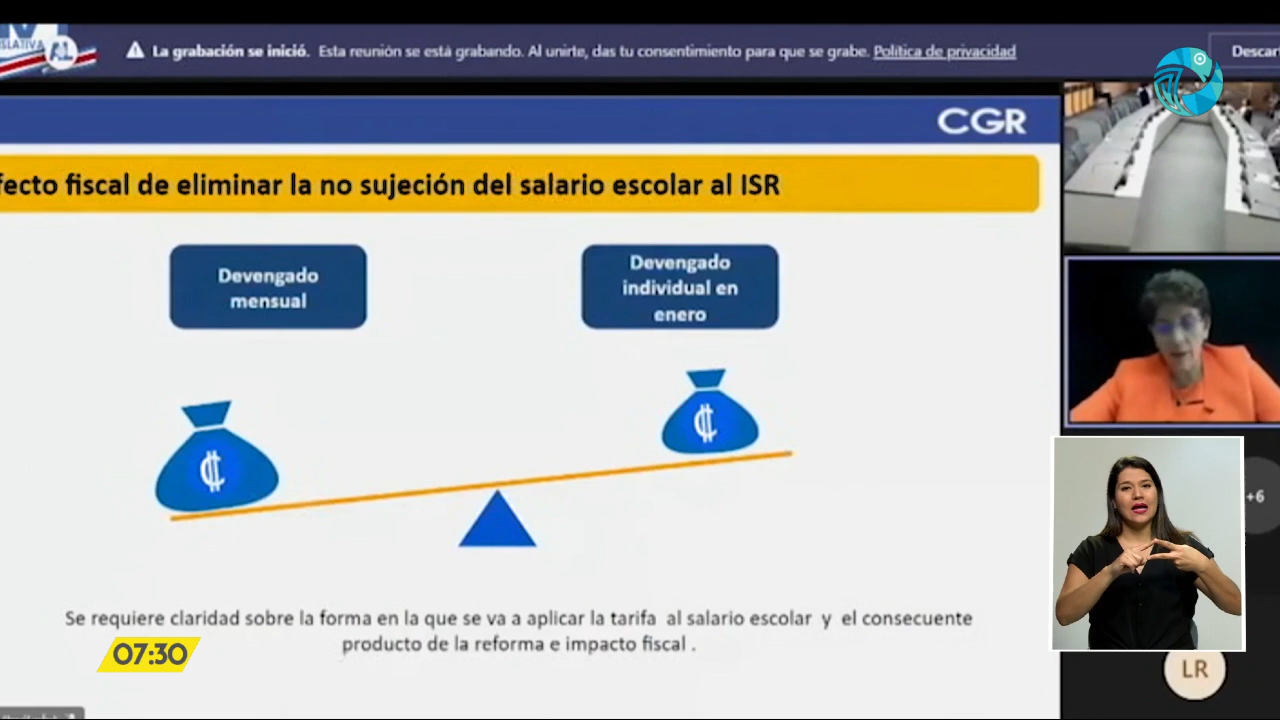 ISLATIVA
AL
La grabación se inició. Esta reunión se está grabando. Al unirte, das tu consentimiento para que se grabe. Política de privacidad
Descar
CGR
fecto fiscal de eliminar la no sujeción del salario escolar al ISR
Devengado
mensual
Devengado
individual en
enero
₡
₡
Se requiere claridad sobre la forma en la que se va a aplicar la tarifa al salario escolar y el consecuente
producto de la reforma e impacto fiscal .
07:30
+6
LR